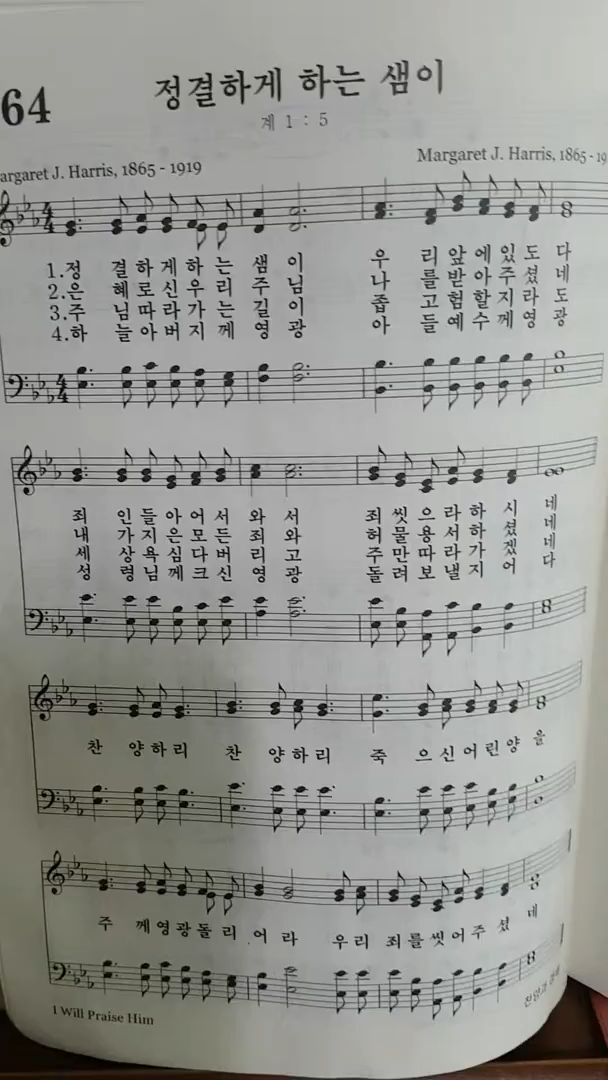 64
정결하게 하는 샘이
계 1 : 5
argaret J. Harris, 1865 - 1919
Margaret J. Harris, 1865 - 19
1.정 결하게하는 샘이 우 리앞에있도다
2.은 혜로신우리 주님 나 를받아주셨네
3.주 님따라가는 길이 좁 고험할지라도
4.하 늘아버지께 영광 아 들예수께영광
죄 인들아어서 와서 죄씻으라하시네
내 가지은모든 죄와 허물용서하셨네
세 상욕심다버 리고 주만따라가겠네
성 령님께크신 영광 돌려보낼지어다
찬 양하리 찬 양하리 죽 으신어린양을
주 께영광돌리 어라 우리 죄를씻어주셨네
I Will Praise Him